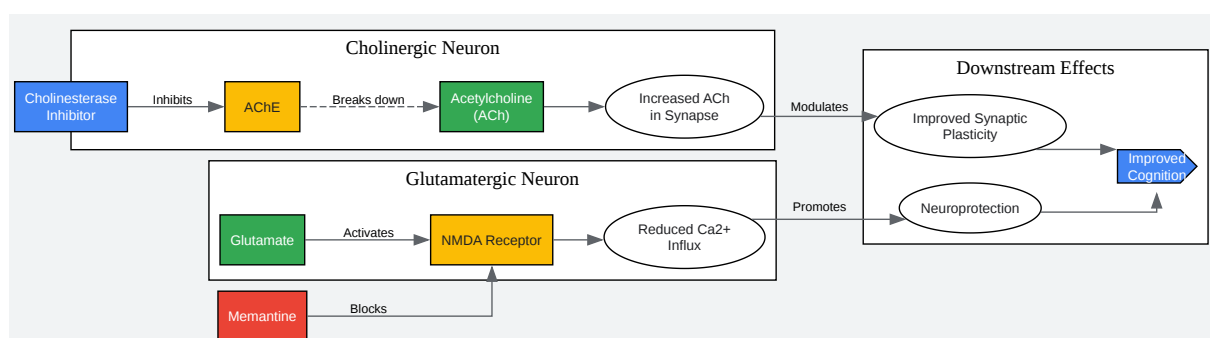 Cholinergic Neuron
Cholinesterase
Inhibitor
Inhibits
AChE
Breaks down
Acetylcholine
(ACh)
Increased ACh
in Synapse
Modulates
Downstream Effects
Improved Synaptic
Plasticity
Improved
Cognition
Glutamatergic Neuron
Glutamate
Activates
NMDA Receptor
Reduced Ca2+
Influx
Promotes
Neuroprotection
Memantine
Blocks